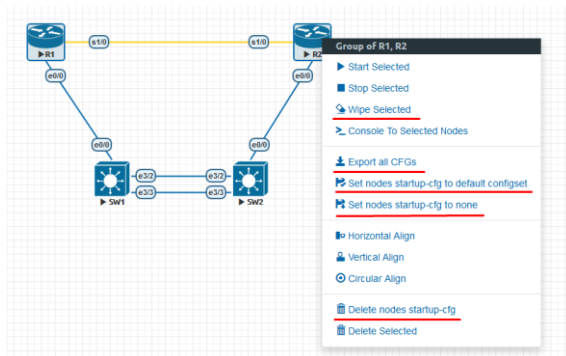 s1/0
s1/0
R1
R2
e0/0
e0/0
e0/0
e0/0
e3/2
e3/2
e3/3
e3/3
SW1
SW2
Group of R1, R2
Start Selected
Stop Selected
Wipe Selected
Console To Selected Nodes
Export all CFGs
Set nodes startup-cfg to default configset
Set nodes startup-cfg to none
Horizontal Align
Vertical Align
Circular Align
Delete nodes startup-cfg
Delete Selected